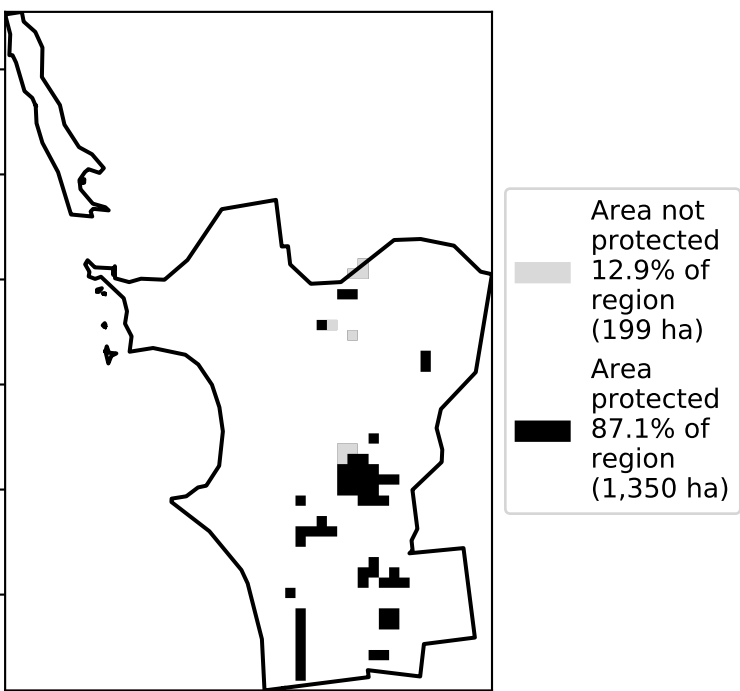 Area not
protected
12.9% of
region
(199 ha)
Area
protected
87.1% of
region
(1,350 ha)